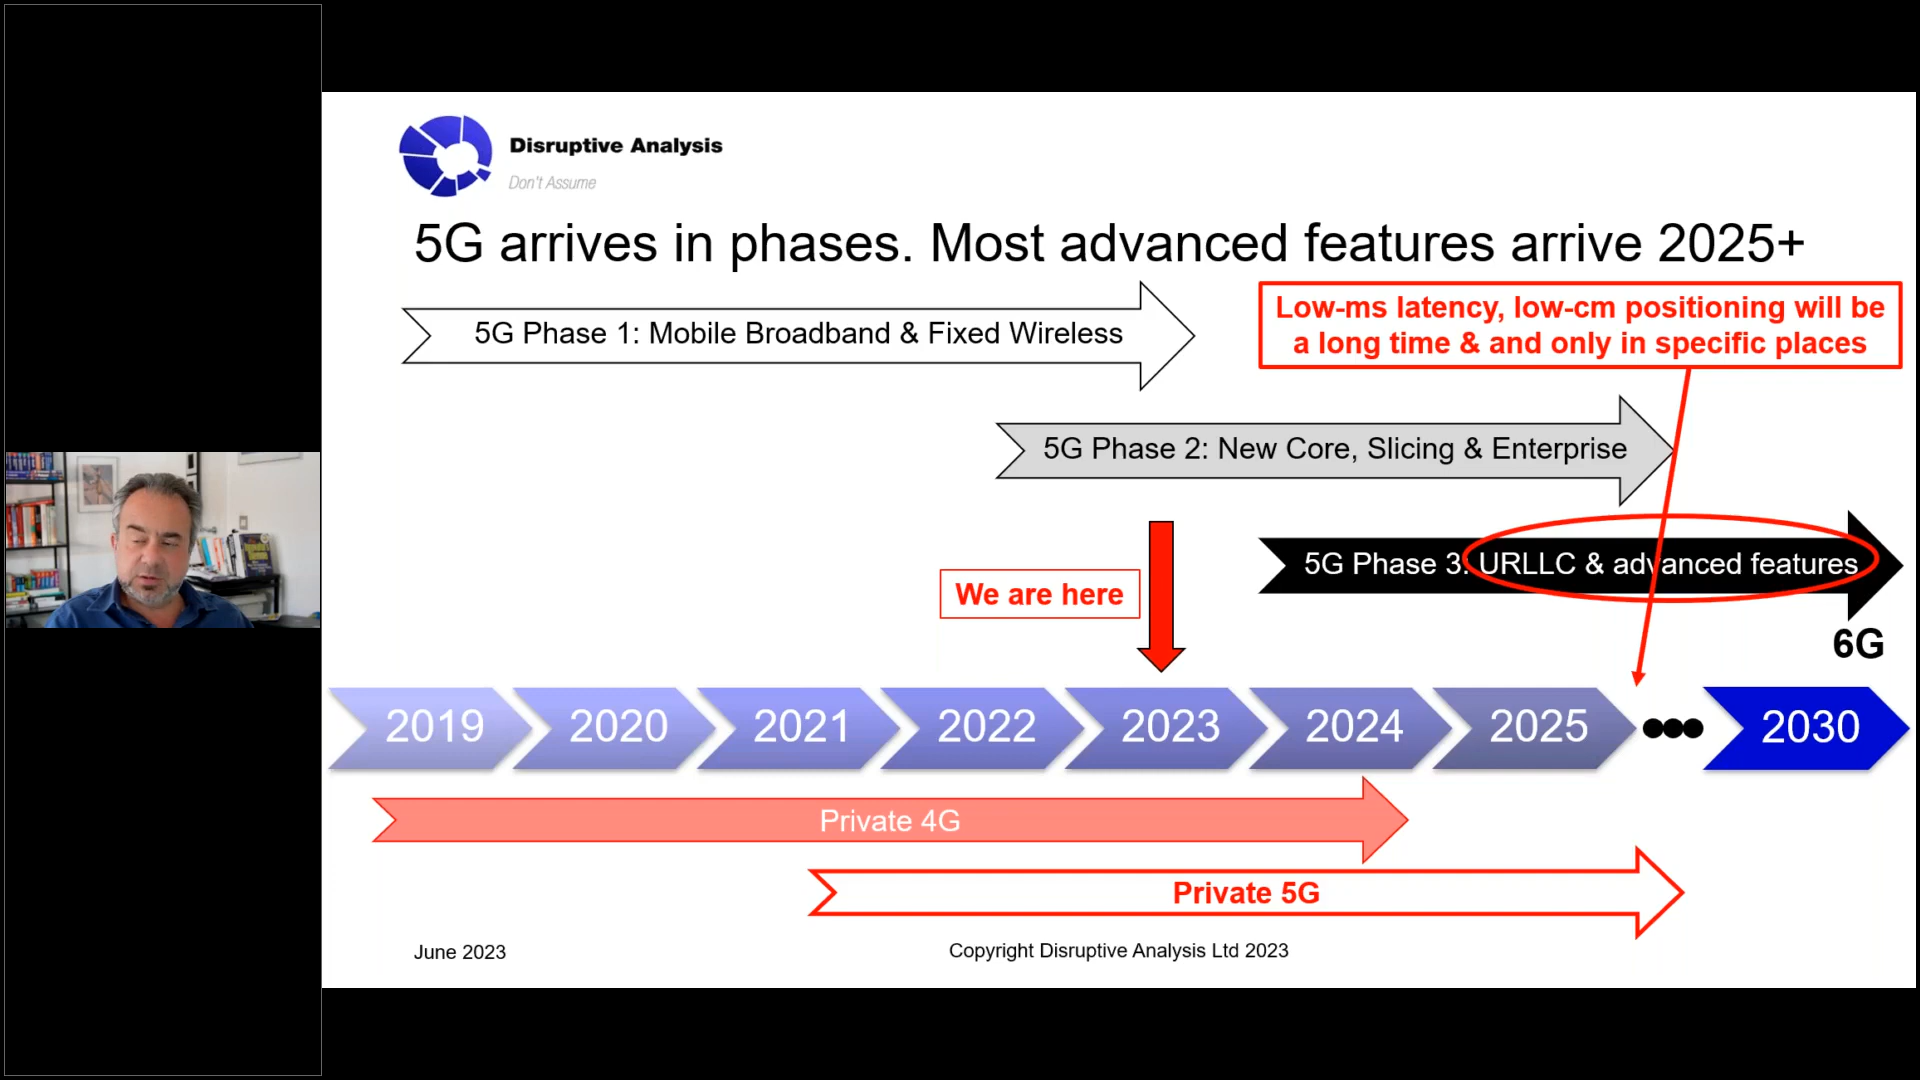 Disruptive Analysis
Don't Assume
5G arrives in phases. Most advanced features arrive 2025+
5G Phase 1: Mobile Broadband & Fixed Wireless
Low-ms latency, low-cm positioning will be
a long time & and only in specific places
5G Phase 2: New Core, Slicing & Enterprise
5G Phase 3: URLLC & advanced features
We are here
6G
2019
2020
2021
2022
2023
2024
2025
2030
Private 4G
Private 5G
June 2023
Copyright Disruptive Analysis Ltd 2023